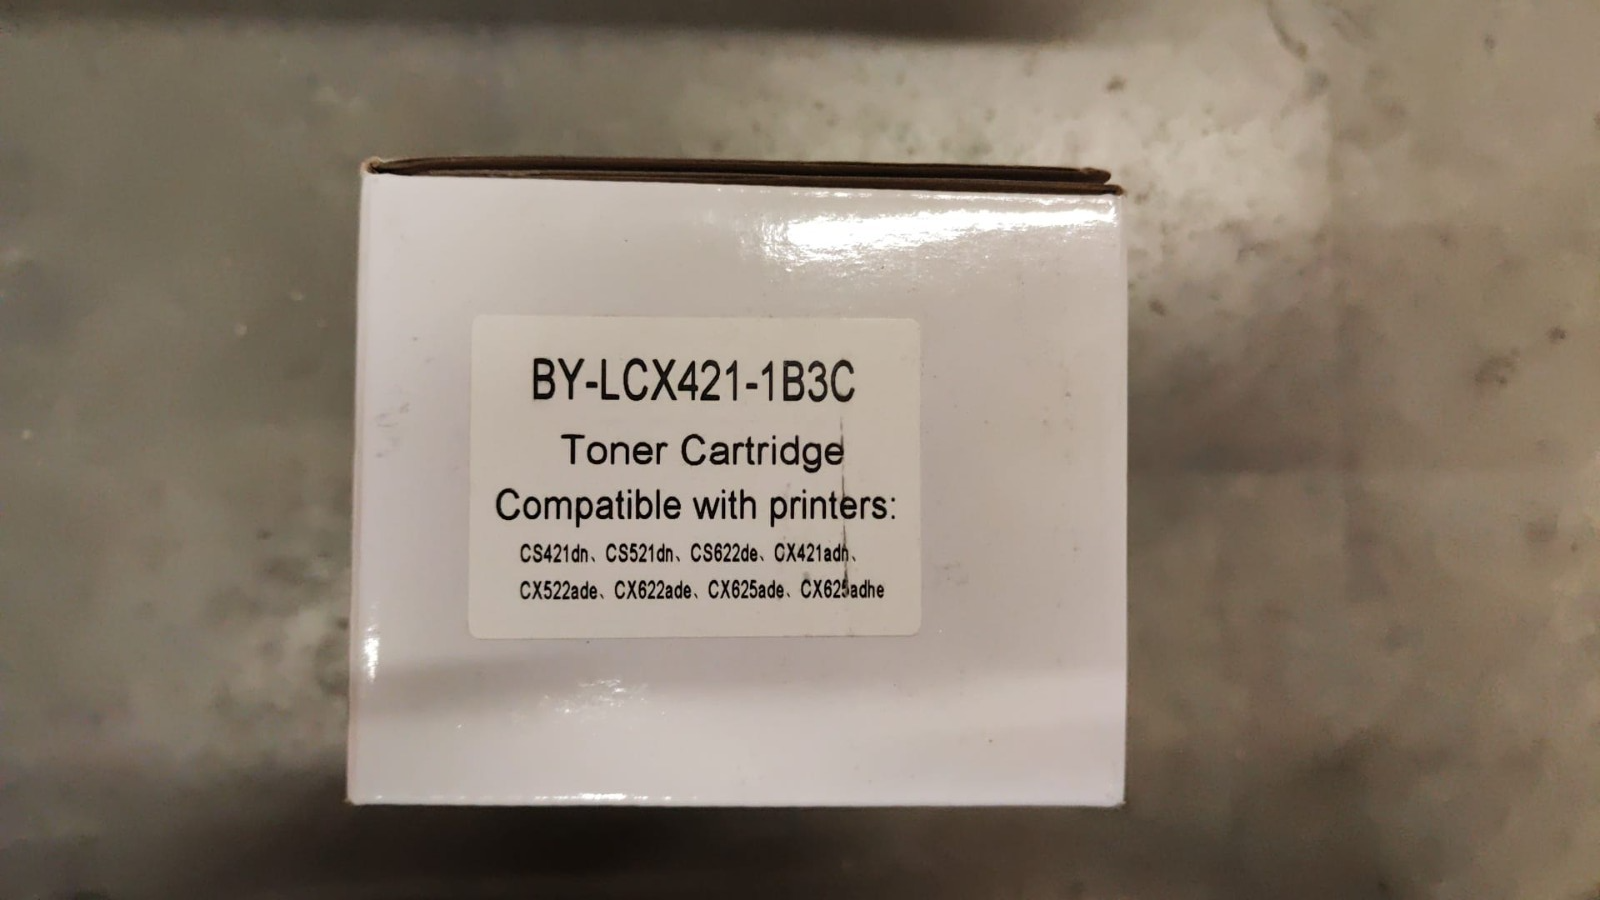 BY-LCX421-1B3C
Toner Cartridge
Compatible with printers:
CS421dn、CS521dn、CS622de、CX421adn、
CX522ade、CX622ade、CX625ade、CX625adhe